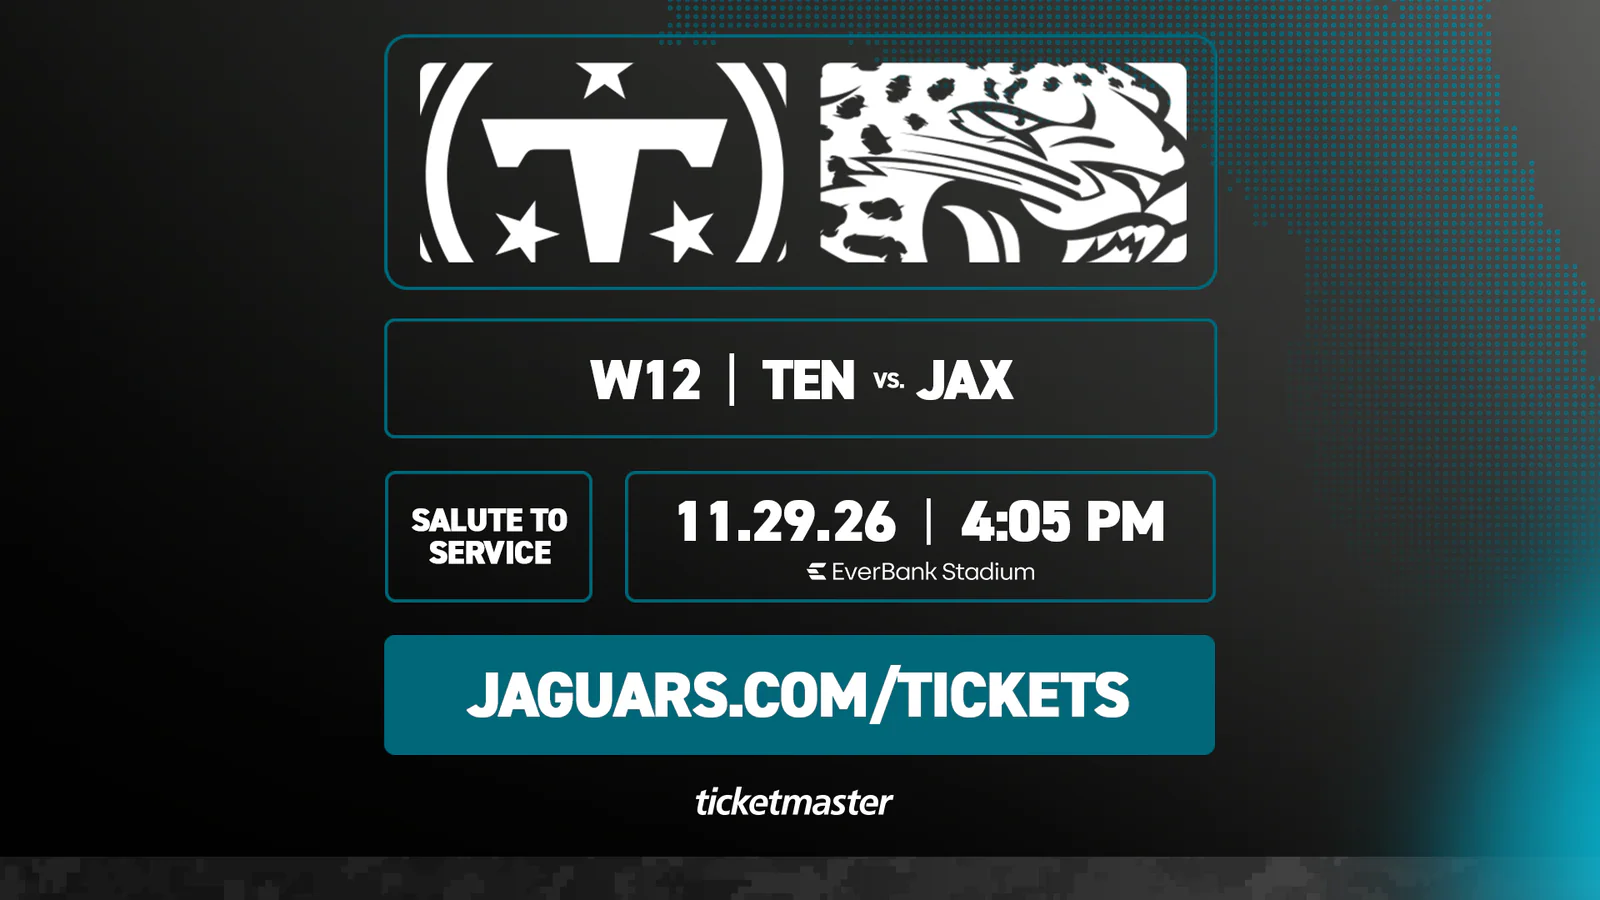 W12 | TEN vs. JAX
SALUTE TO
SERVICE
11.29.26 | 4:05 PM
EverBank Stadium
JAGUARS.COM/TICKETS
ticketmaster